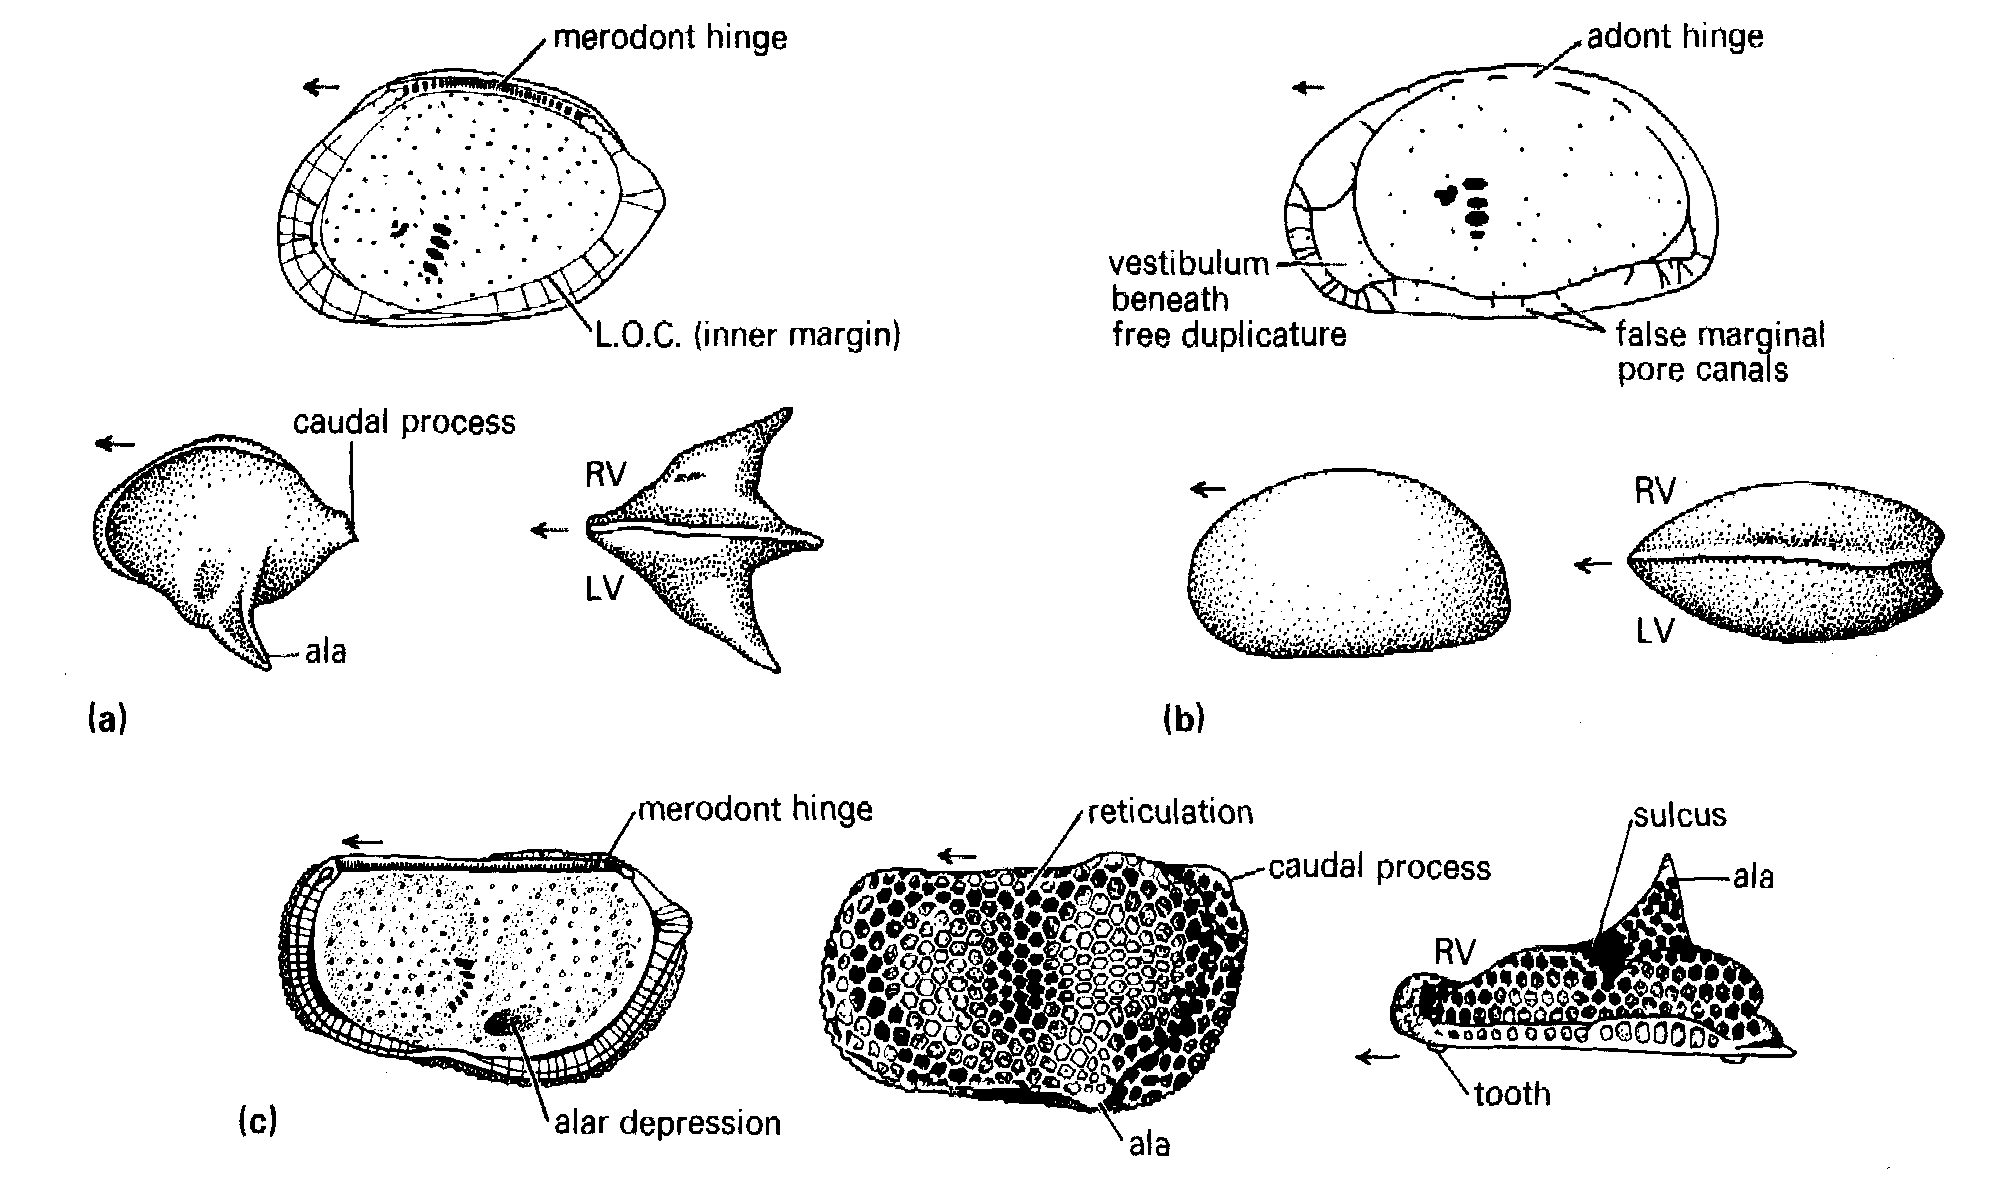 merodont hinge
L.O.C. (inner margin)
caudal process
RV
LV
ala
(a)
adont hinge
vestibulum
beneath
free duplicature
false marginal
pore canals
RV
LV
(b)
merodont hinge
alar depression
(c)
reticulation
caudal process
ala
sulcus
ala
RV
tooth